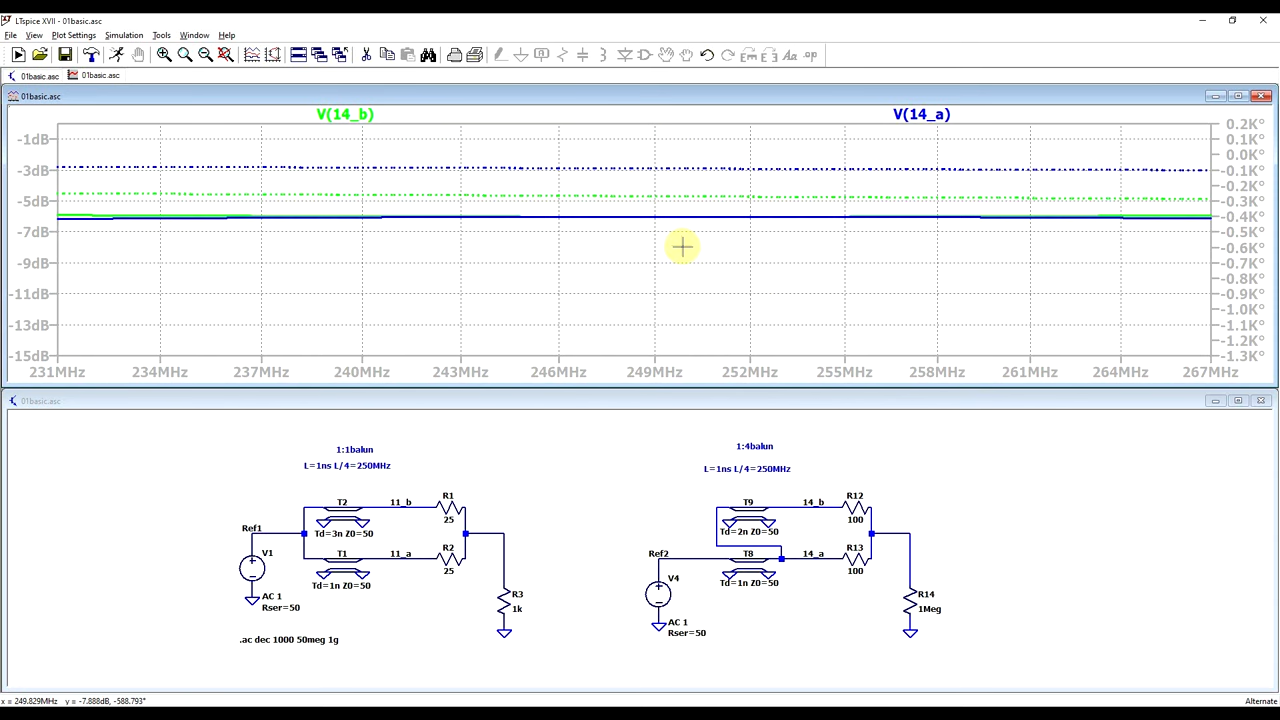 LTspice XVII - 01basic.asc
File View Plot Settings Simulation Tools Window Help
01basic.asc 01basic.asc
01basic.asc
V(14_b) V(14_a)
-1dB
-3dB
-5dB
-7dB
-9dB
-11dB
-13dB
-15dB
0.2K°
0.1K°
0.0K°
-0.1K°
-0.2K°
-0.3K°
-0.4K°
-0.5K°
-0.6K°
-0.7K°
-0.8K°
-0.9K°
-1.0K°
-1.1K°
-1.2K°
-1.3K°
231MHz 234MHz 237MHz 240MHz 243MHz 246MHz 249MHz 252MHz 255MHz 258MHz 261MHz 264MHz 267MHz
01basic.asc
1:1balun
L=1ns L/4=250MHz
T2 11_b R1
25
Td=3n Z0=50
Ref1
V1
T1 11_a R2
25
Td=1n Z0=50
AC 1
Rser=50
R3
1k
.ac dec 1000 50meg 1g
1:4balun
L=1ns L/4=250MHz
T9 14_b R12
100
Td=2n Z0=50
Ref2 T8 14_a R13
100
V4
Td=1n Z0=50
AC 1
Rser=50
R14
1Meg
x = 249.829MHz y = -7.888dB, -588.793° Alternate